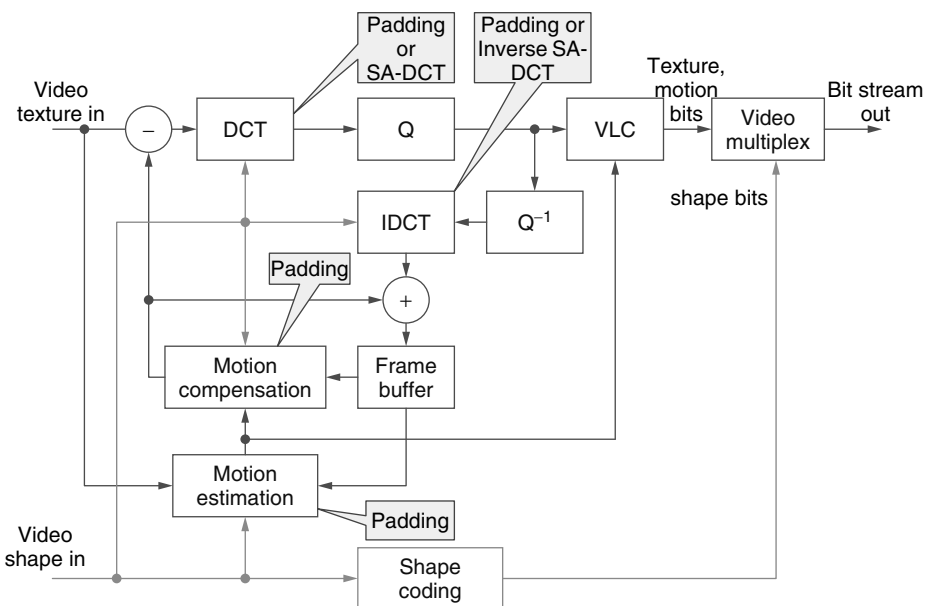 Padding
or
SA-DCT
Padding or
Inverse SA-
DCT
Video
texture in
Texture,
motion
bits
Bit stream
out
−
DCT
Q
VLC
Video
multiplex
shape bits
IDCT
Q−1
Padding
+
Motion
compensation
Frame
buffer
Motion
estimation
Padding
Video
shape in
Shape
coding